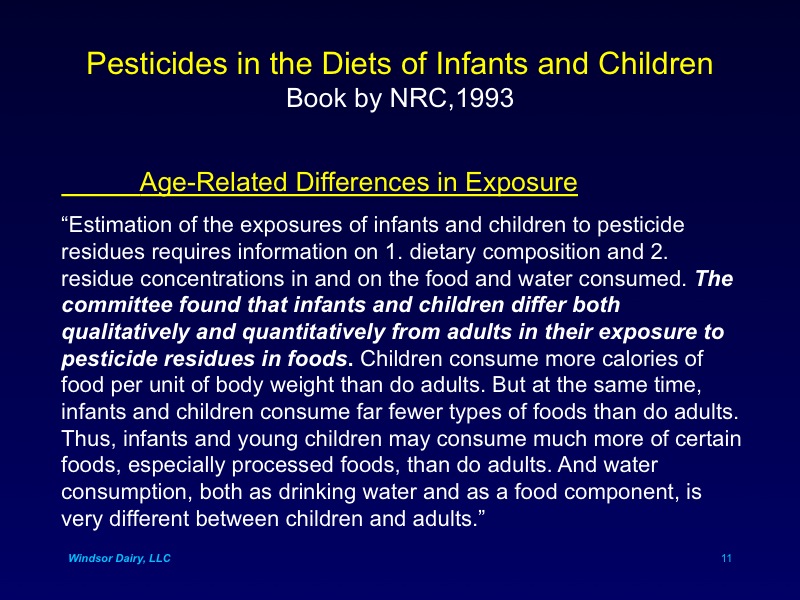 Pesticides in the Diets of Infants and Children
Book by NRC,1993
Age-Related Differences in Exposure
“Estimation of the exposures of infants and children to pesticide
residues requires information on 1. dietary composition and 2.
residue concentrations in and on the food and water consumed. The
committee found that infants and children differ both
qualitatively and quantitatively from adults in their exposure to
pesticide residues in foods. Children consume more calories of
food per unit of body weight than do adults. But at the same time,
infants and children consume far fewer types of foods than do adults.
Thus, infants and young children may consume much more of certain
foods, especially processed foods, than do adults. And water
consumption, both as drinking water and as a food component, is
very different between children and adults.”
Windsor Dairy, LLC
11